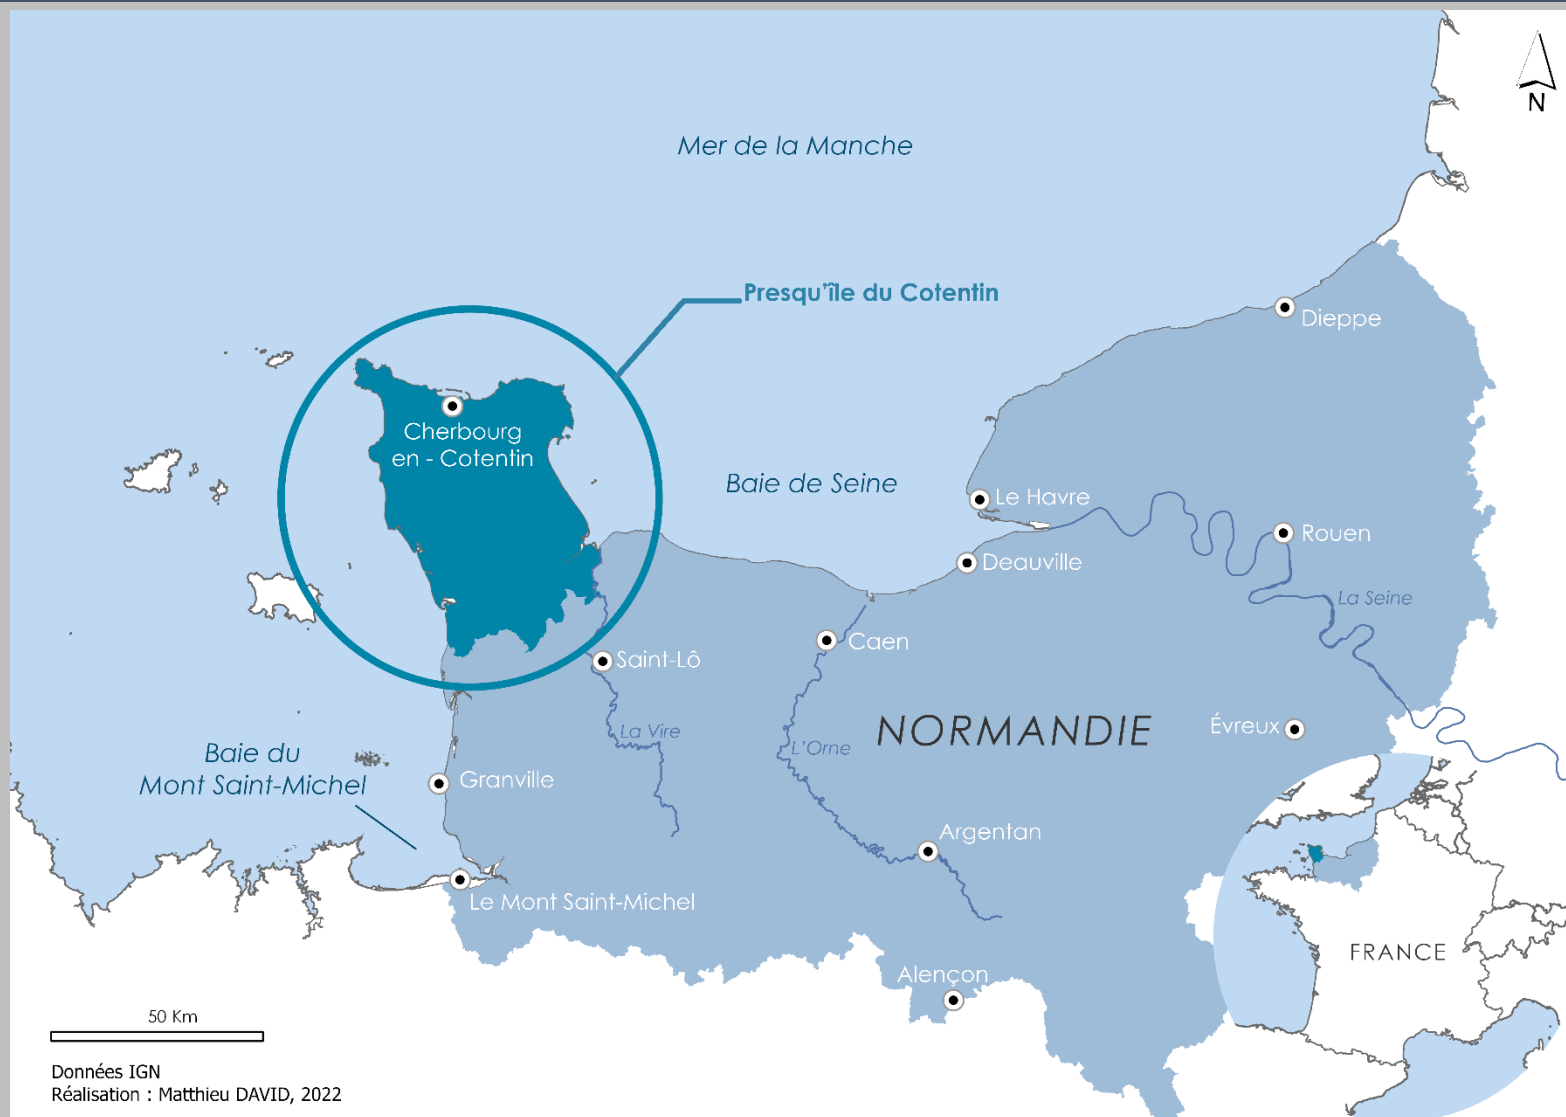 N
Mer de la Manche
Presqu'île du Cotentin
Dieppe
Cherbourg
en - Cotentin
Baie de Seine
Le Havre
Rouen
Deauville
La Seine
Caen
Saint-Lô
La Vire
L'Orne
NORMANDIE
Évreux
Baie du
Mont Saint-Michel
Granville
Argentan
Le Mont Saint-Michel
Alençon
FRANCE
50 Km
Données IGN
Réalisation : Matthieu DAVID, 2022